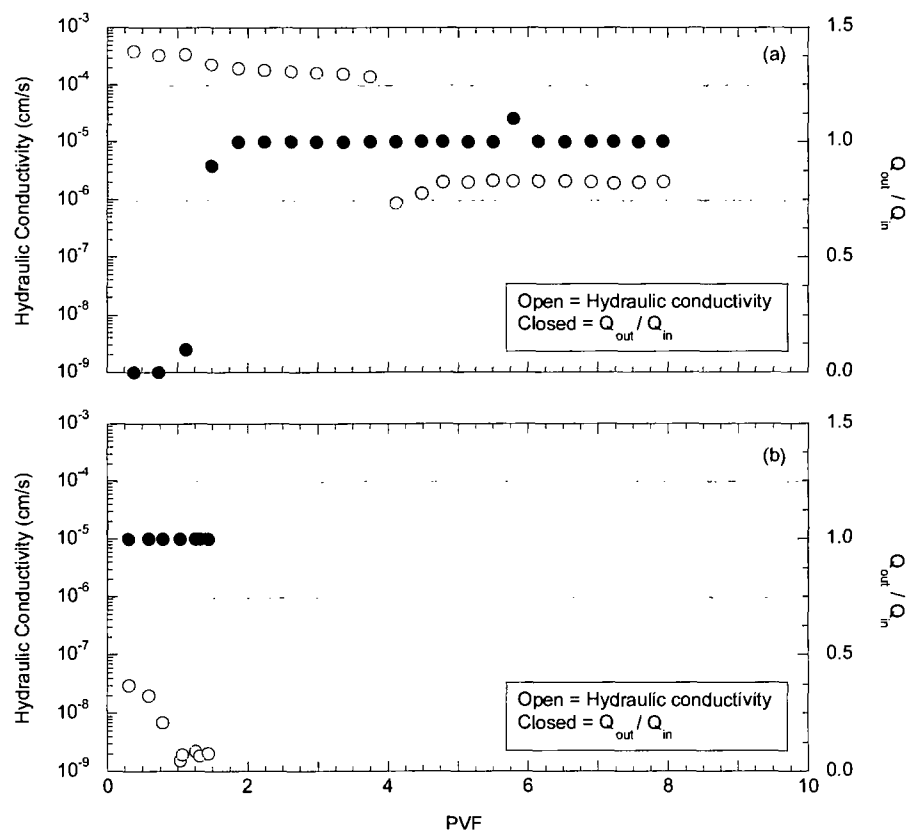 10⁻³
10⁻⁴
10⁻⁵
10⁻⁶
10⁻⁷
10⁻⁸
10⁻⁹
Hydraulic Conductivity (cm/s)
(a)
1.5
1.0
0.5
0.0
Q_out / Q_in
Open = Hydraulic conductivity
Closed = Q_out / Q_in
10⁻³
10⁻⁴
10⁻⁵
10⁻⁶
10⁻⁷
10⁻⁸
10⁻⁹
Hydraulic Conductivity (cm/s)
(b)
1.5
1.0
0.5
0.0
Q_out / Q_in
Open = Hydraulic conductivity
Closed = Q_out / Q_in
0 2 4 6 8 10
PVF